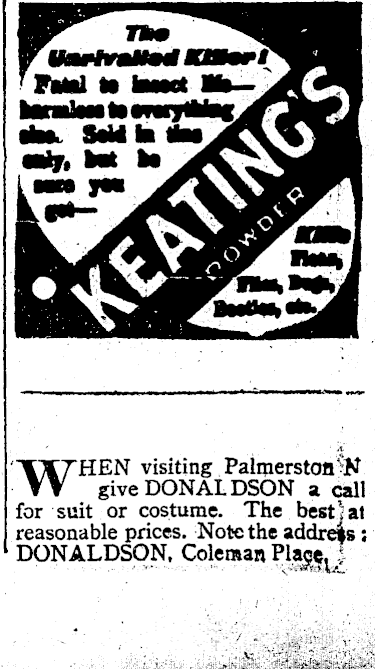 The
Unrivalled Killer!
Fatal to insect life—
harmless to everything
else. Sold in tins
only, but be
sure you
get—
KEATING'S
POWDER
Kills
Fleas,
Flies, Bugs,
Beetles, etc.
WHEN visiting Palmerston N
give DONALDSON a call
for suit or costume. The best at
reasonable prices. Note the address:
DONALDSON, Coleman Place.